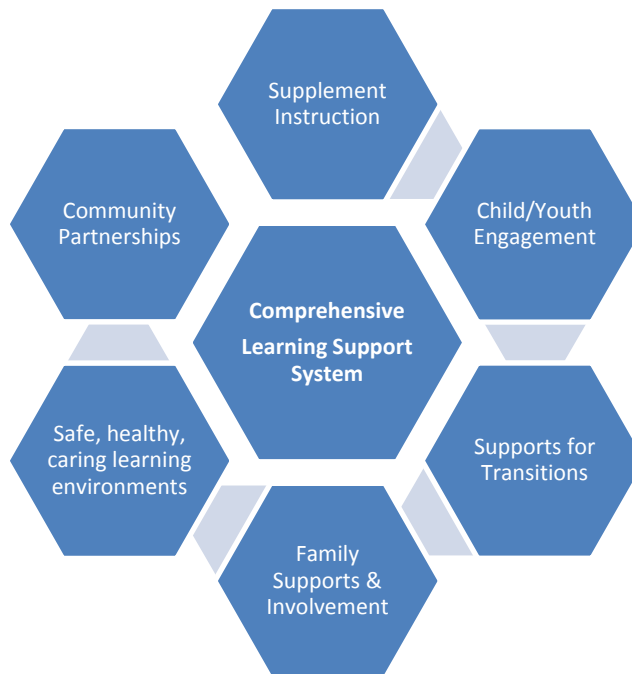 Supplement
Instruction
Community
Partnerships
Child/Youth
Engagement
Comprehensive
Learning Support
System
Safe, healthy,
caring learning
environments
Supports for
Transitions
Family
Supports &
Involvement